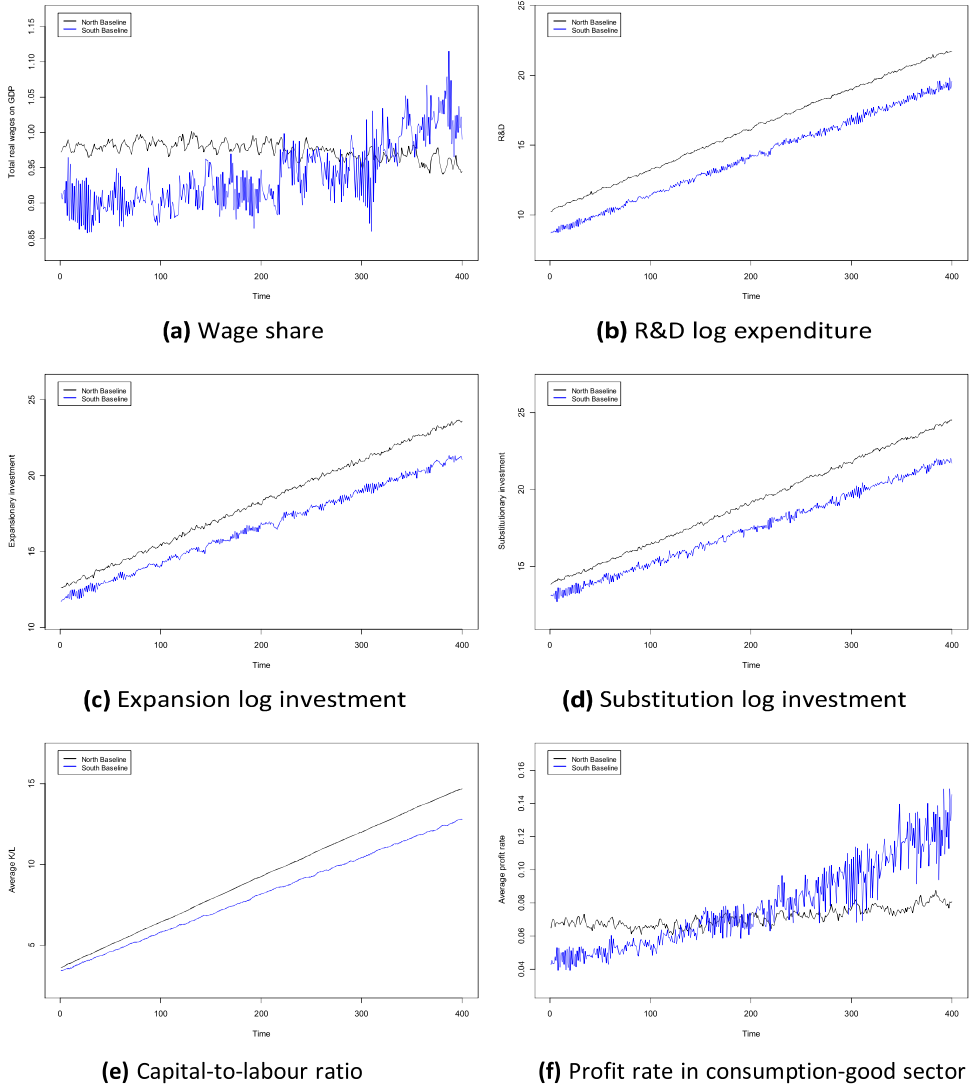 North Baseline
South Baseline
Total real wages on GDP
0.85 0.90 0.95 1.00 1.05 1.10 1.15
0 100 200 300 400
Time
(a) Wage share
North Baseline
South Baseline
R&D
10 15 20 25
0 100 200 300 400
Time
(b) R&D log expenditure
North Baseline
South Baseline
Expansionary investment
10 15 20 25
0 100 200 300 400
Time
(c) Expansion log investment
North Baseline
South Baseline
Substitutionary investment
15 20 25
0 100 200 300 400
Time
(d) Substitution log investment
North Baseline
South Baseline
Average K/L
5 10 15
0 100 200 300 400
Time
(e) Capital-to-labour ratio
North Baseline
South Baseline
Average profit rate
0.04 0.06 0.08 0.10 0.12 0.14 0.16
0 100 200 300 400
Time
(f) Profit rate in consumption-good sector